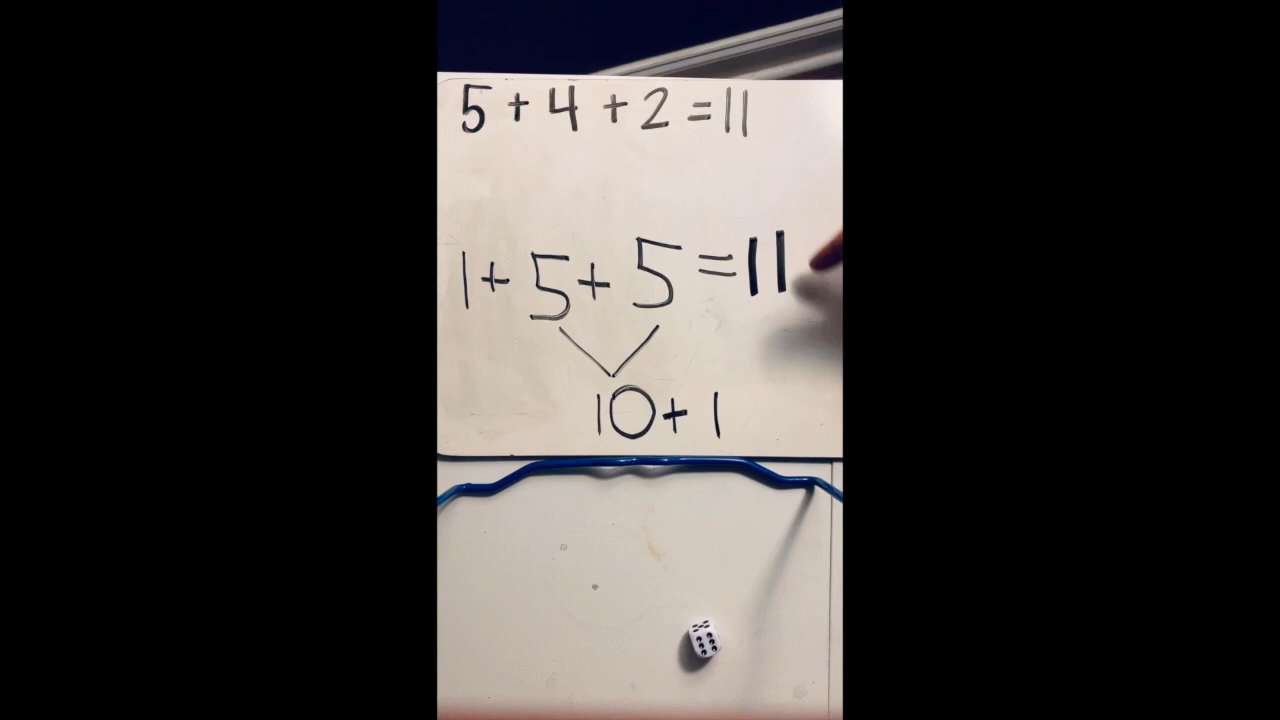 5 + 4 + 2 = 11
1 + 5 + 5 = 11
10 + 1